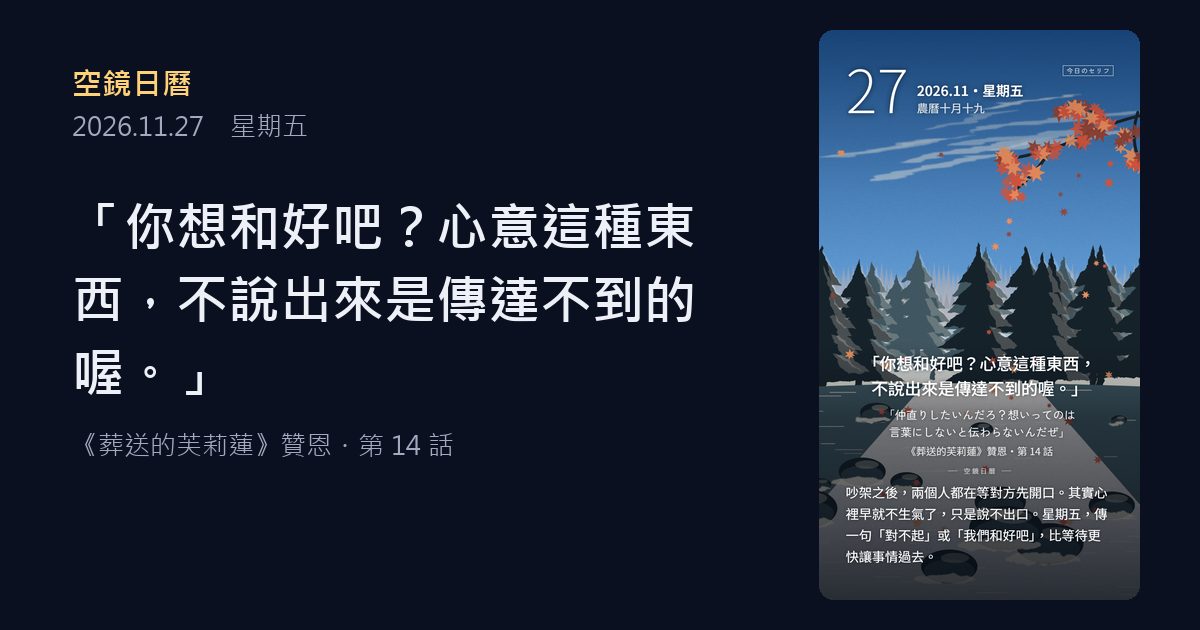 空鏡日曆
2026.11.27　星期五
「你想和好吧？心意這種東
西，不說出來是傳達不到的
喔。」
《葬送的芙莉蓮》贊恩．第 14 話
27
2026.11・星期五
農曆十月十九
今日のセリフ
「你想和好吧？心意這種東西，
不說出來是傳達不到的喔。」
「仲直りしたいんだろ？想いってのは
言葉にしないと伝わらないんだぜ」
《葬送的芙莉蓮》贊恩・第 14 話
— 空鏡日曆 —
吵架之後，兩個人都在等對方先開口。其實心
裡早就不生氣了，只是說不出口。星期五，傳
一句「對不起」或「我們和好吧」，比等待更
快讓事情過去。